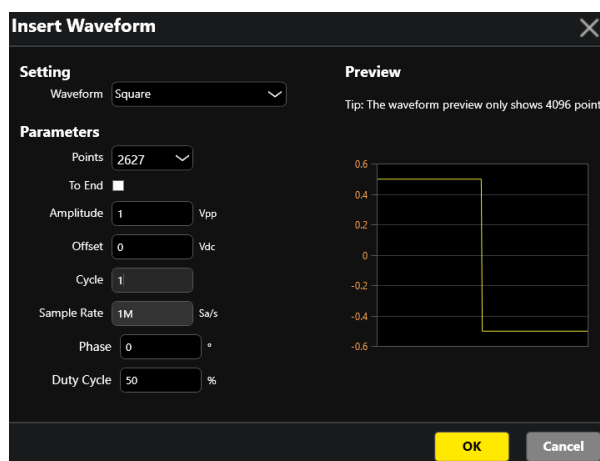 Insert Waveform
Setting
Waveform Square
Parameters
Points 2627
To End
Amplitude 1 Vpp
Offset 0 Vdc
Cycle 1
Sample Rate 1M Sa/s
Phase 0 °
Duty Cycle 50 %
Preview
Tip: The waveform preview only shows 4096 point
0.6
0.4
0.2
0
-0.2
-0.4
-0.6
OK Cancel